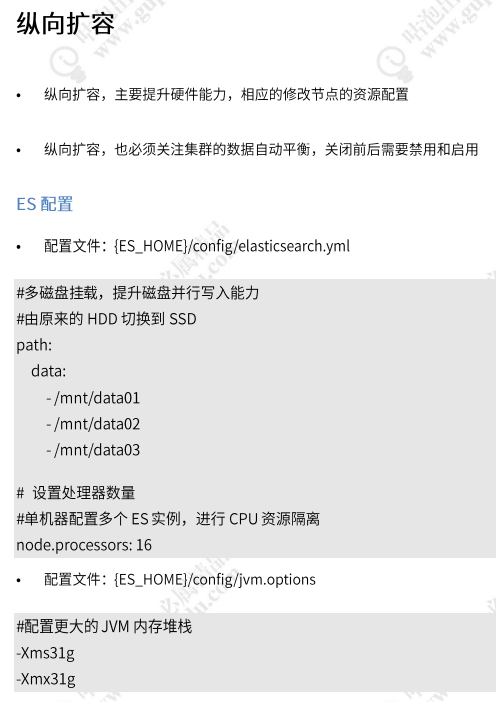 纵向扩容
• 纵向扩容，主要提升硬件能力，相应的修改节点的资源配置
• 纵向扩容，也必须关注集群的数据自动平衡，关闭前后需要禁用和启用
ES 配置
• 配置文件：{ES_HOME}/config/elasticsearch.yml
#多磁盘挂载，提升磁盘并行写入能力
#由原来的 HDD 切换到 SSD
path:
data:
- /mnt/data01
- /mnt/data02
- /mnt/data03
# 设置处理器数量
#单机器配置多个 ES 实例，进行 CPU 资源隔离
node.processors: 16
• 配置文件：{ES_HOME}/config/jvm.options
#配置更大的 JVM 内存堆栈
-Xms31g
-Xmx31g